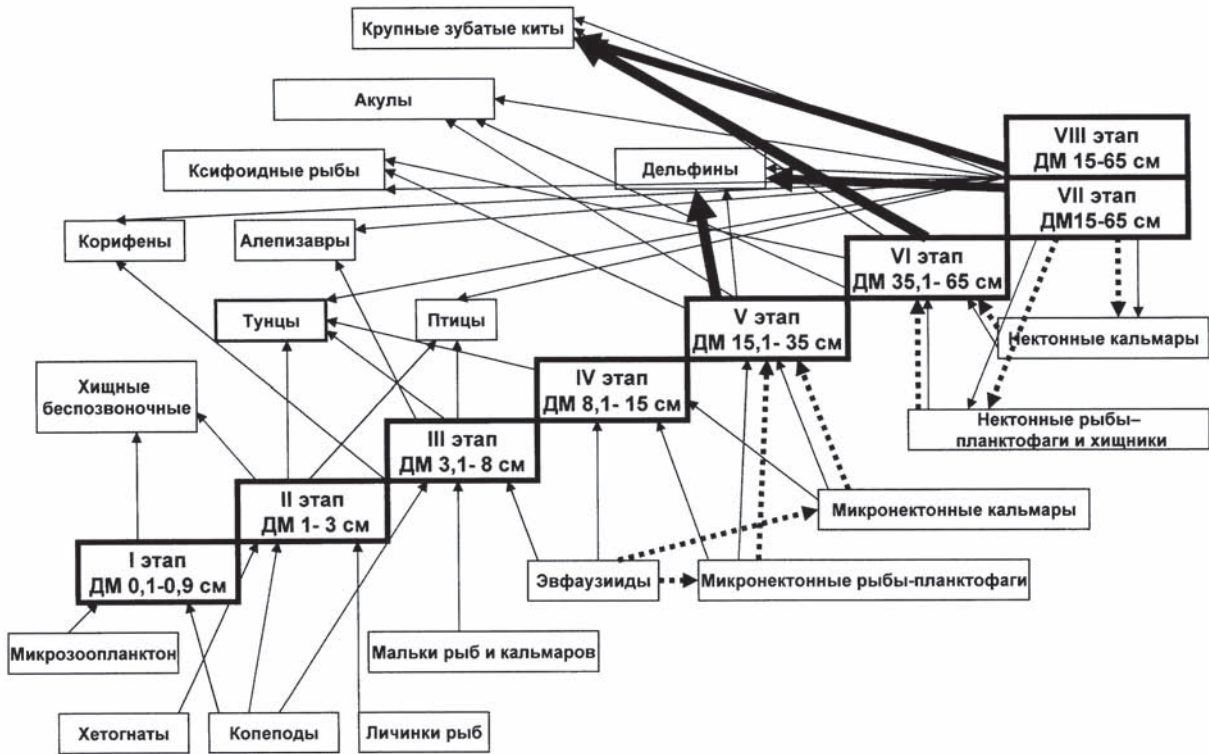 Крупные зубатые киты
Акулы
Ксифоидные рыбы
Дельфины
VIII этап
ДМ 15-65 см
VII этап
ДМ15-65 см
Корифены
Алепизавры
VI этап
ДМ 35,1- 65 см
Тунцы
Птицы
V этап
ДМ 15,1- 35 см
Нектонные кальмары
Хищные
беспозвоночные
IV этап
ДМ 8,1- 15 см
Нектонные рыбы–
планктофаги и хищники
III этап
ДМ 3,1- 8 см
II этап
ДМ 1- 3 см
Микронектонные кальмары
I этап
ДМ 0,1-0,9 см
Эвфаузииды
Микронектонные рыбы-планктофаги
Микрозоопланктон
Мальки рыб и кальмаров
Хетогнаты
Копеподы
Личинки рыб